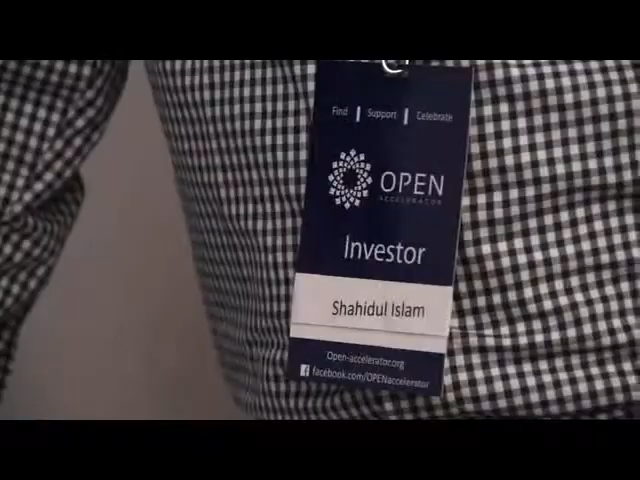 Find | Support | Celebrate
OPEN
ACCELERATOR
Investor
Shahidul Islam
Open-accelerator.org
facebook.com/OPENaccelerator